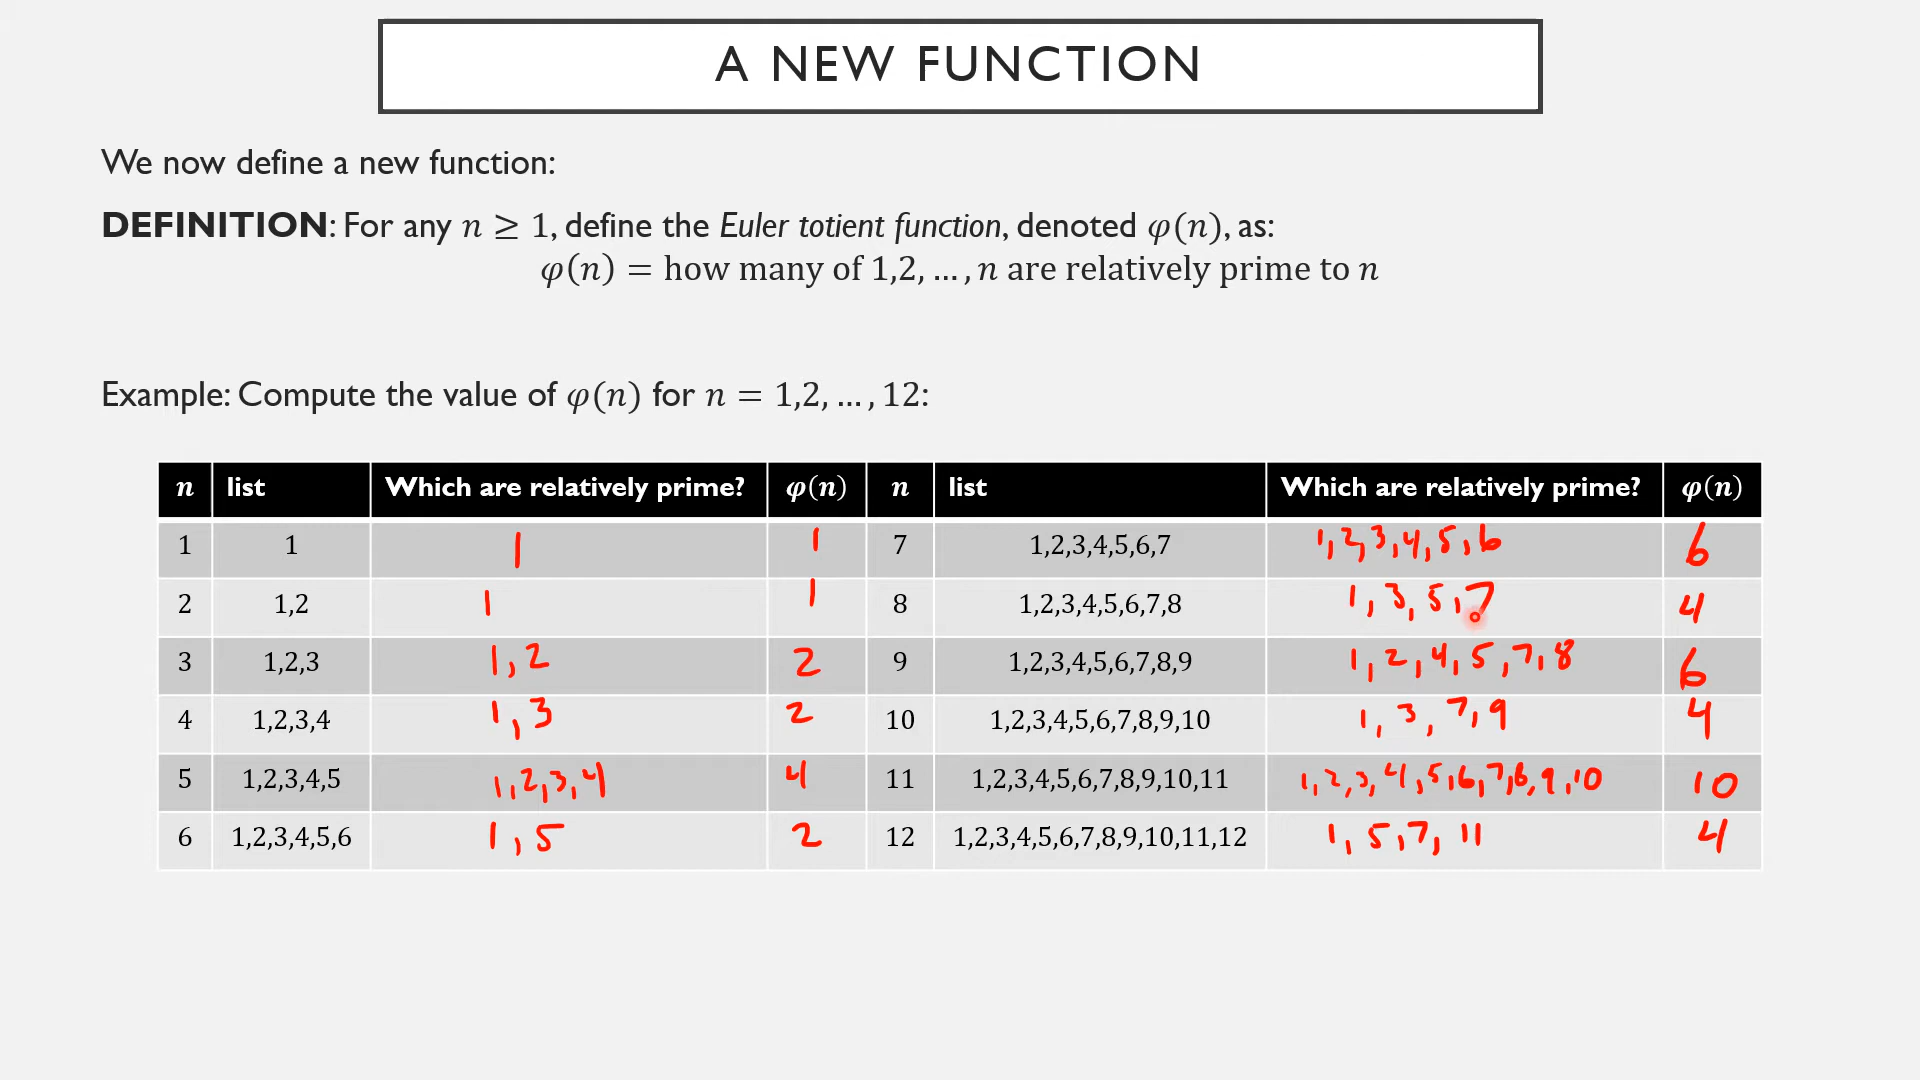 A NEW FUNCTION
We now define a new function:
DEFINITION: For any n ≥ 1, define the Euler totient function, denoted φ(n), as:
φ(n) = how many of 1,2, … , n are relatively prime to n
Example: Compute the value of φ(n) for n = 1,2, … , 12:
n list Which are relatively prime? φ(n) n list Which are relatively prime? φ(n)
1 1 1 1 7 1,2,3,4,5,6,7 1,2,3,4,5,6 6
2 1,2 1 1 8 1,2,3,4,5,6,7,8 1,3,5,7 4
3 1,2,3 1,2 2 9 1,2,3,4,5,6,7,8,9 1,2,4,5,7,8 6
4 1,2,3,4 1,3 2 10 1,2,3,4,5,6,7,8,9,10 1,3,7,9 4
5 1,2,3,4,5 1,2,3,4 4 11 1,2,3,4,5,6,7,8,9,10,11 1,2,3,4,5,6,7,8,9,10 10
6 1,2,3,4,5,6 1,5 2 12 1,2,3,4,5,6,7,8,9,10,11,12 1,5,7,11 4